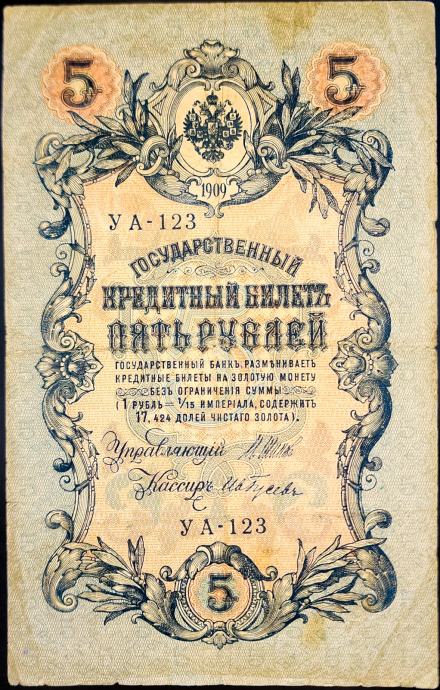 5 5
1909
УА-123
ГОСУДАРСТВЕННЫЙ
КРЕДИТНЫЙ БИЛЕТЪ
ПЯТЬ РУБЛЕЙ
ГОСУДАРСТВЕННЫЙ БАНКЪ РАЗМѢНИВАЕТЪ
КРЕДИТНЫЕ БИЛЕТЫ НА ЗОЛОТУЮ МОНЕТУ
БЕЗЪ ОГРАНИЧЕНІЯ СУММЫ
(1 РУБЛЬ = 1/15 ИМПЕРІАЛА, СОДЕРЖИТЪ
17,424 ДОЛЕЙ ЧИСТАГО ЗОЛОТА).
Управляющій
Кассиръ
УА-123
5